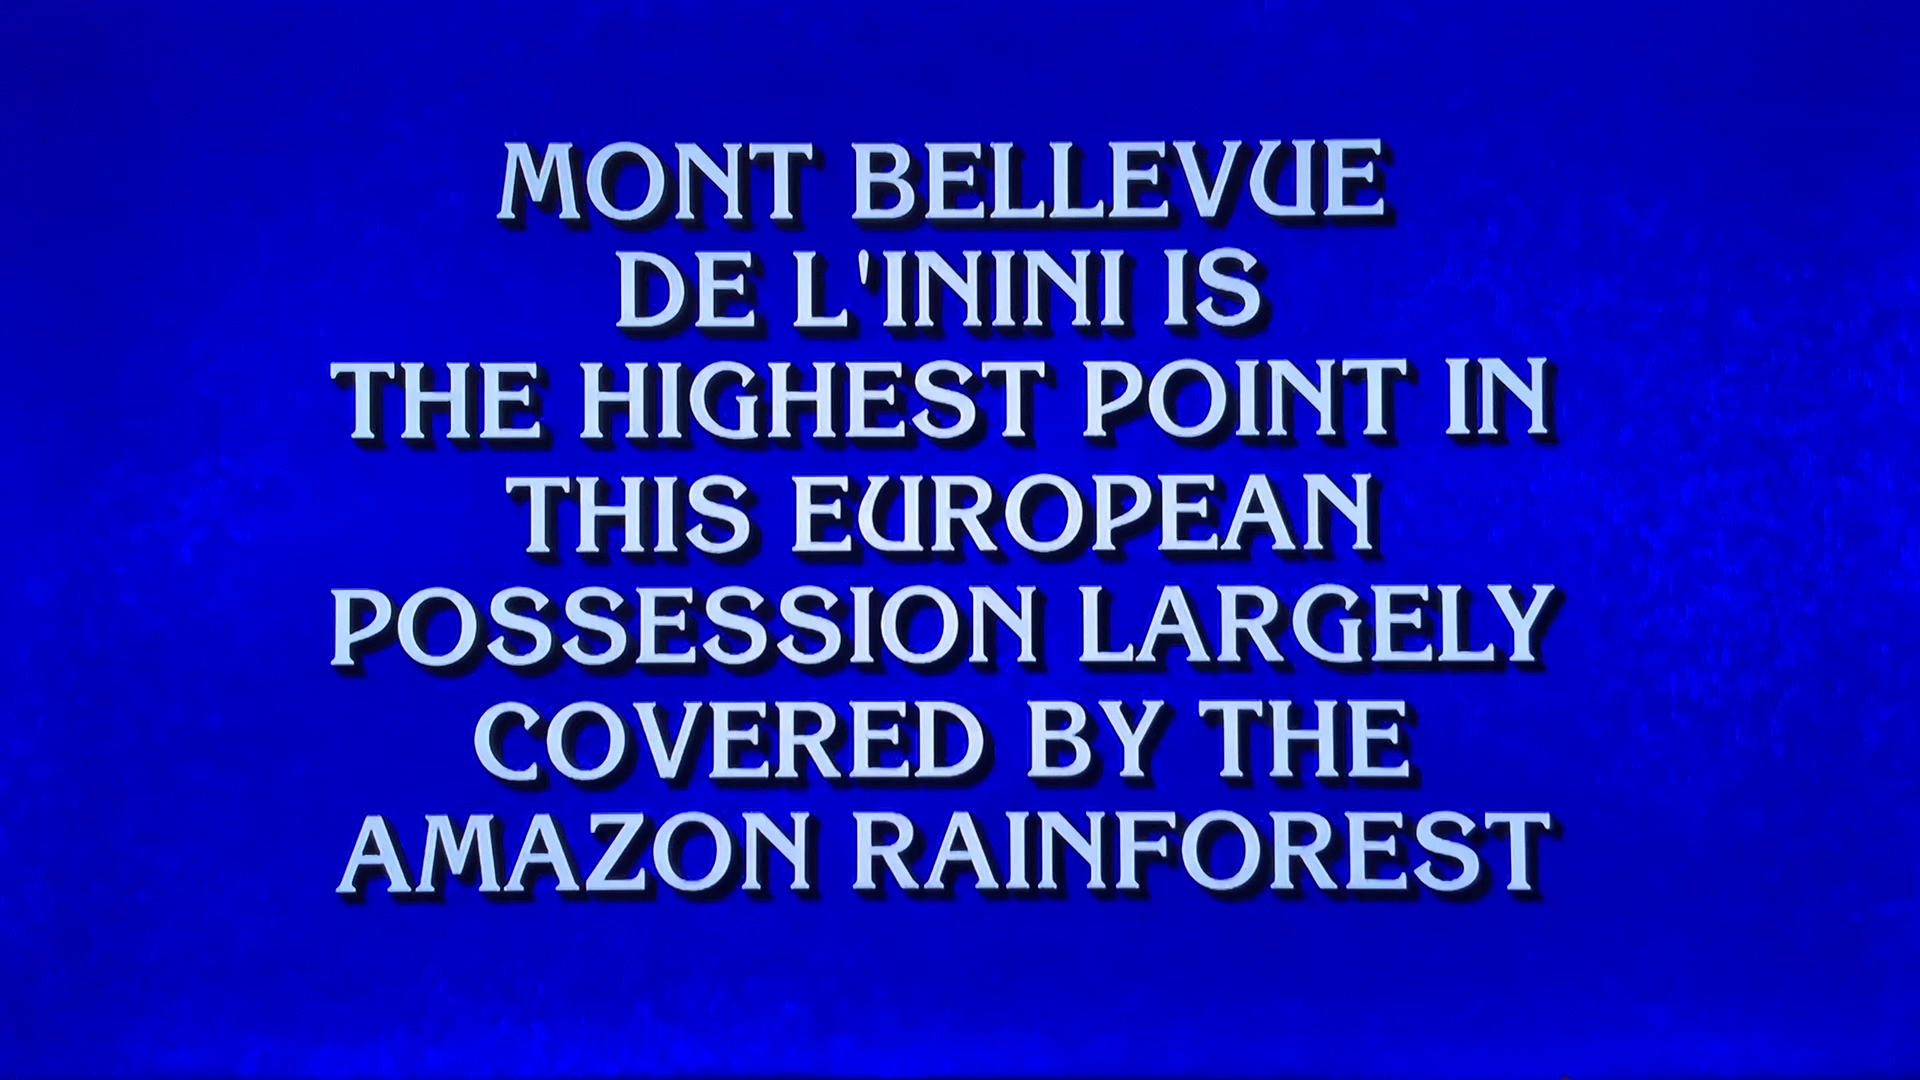 MONT BELLEVUE
DE L'ININI IS
THE HIGHEST POINT IN
THIS EUROPEAN
POSSESSION LARGELY
COVERED BY THE
AMAZON RAINFOREST